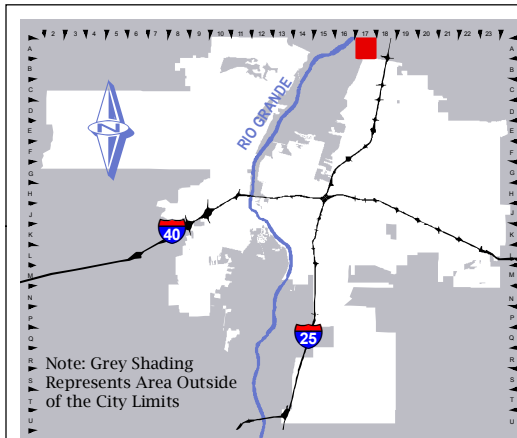 2 3 4 5 6 7 8 9 10 11 12 13 14 15 16 17 18 19 20 21 22 23
A A
B B
C C
D D
E E
F F
G G
H H
J J
K K
L L
M M
N N
P P
Q Q
R R
S S
T T
U U
N
RIO GRANDE
40
25
Note: Grey Shading
Represents Area Outside
of the City Limits